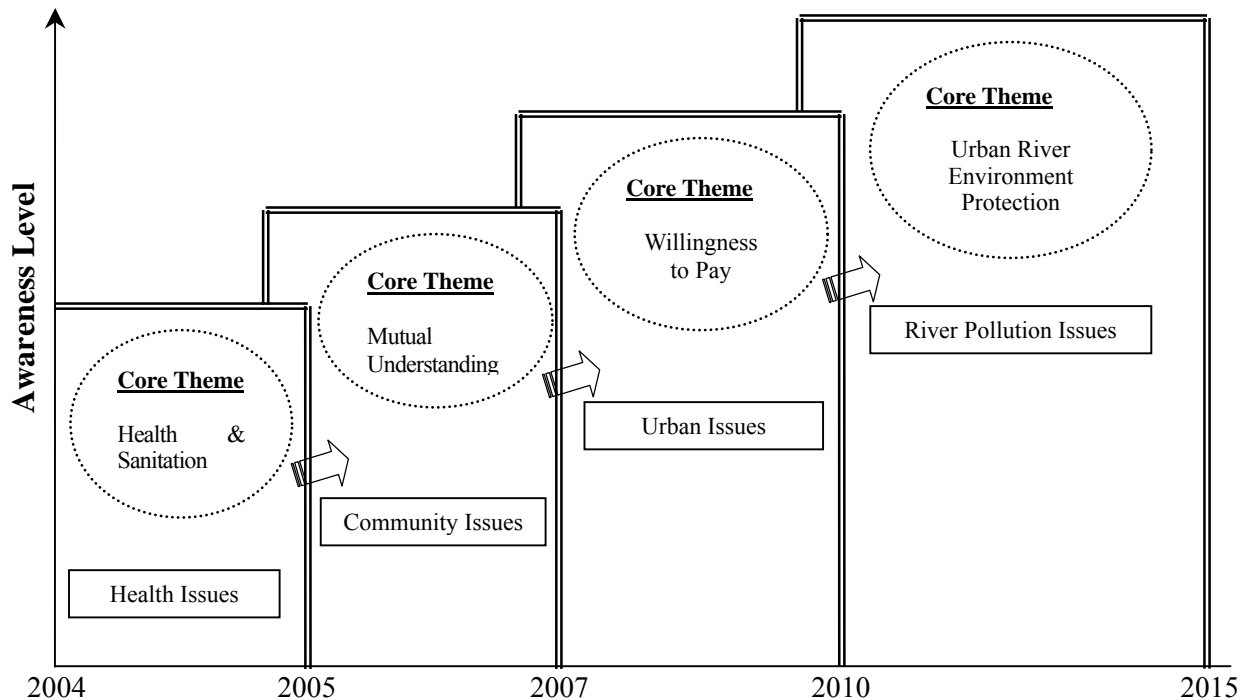 Awareness Level
Core Theme
Health &
Sanitation
Health Issues
Core Theme
Mutual
Understanding
Community Issues
Core Theme
Willingness
to Pay
Urban Issues
Core Theme
Urban River
Environment
Protection
River Pollution Issues
2004
2005
2007
2010
2015